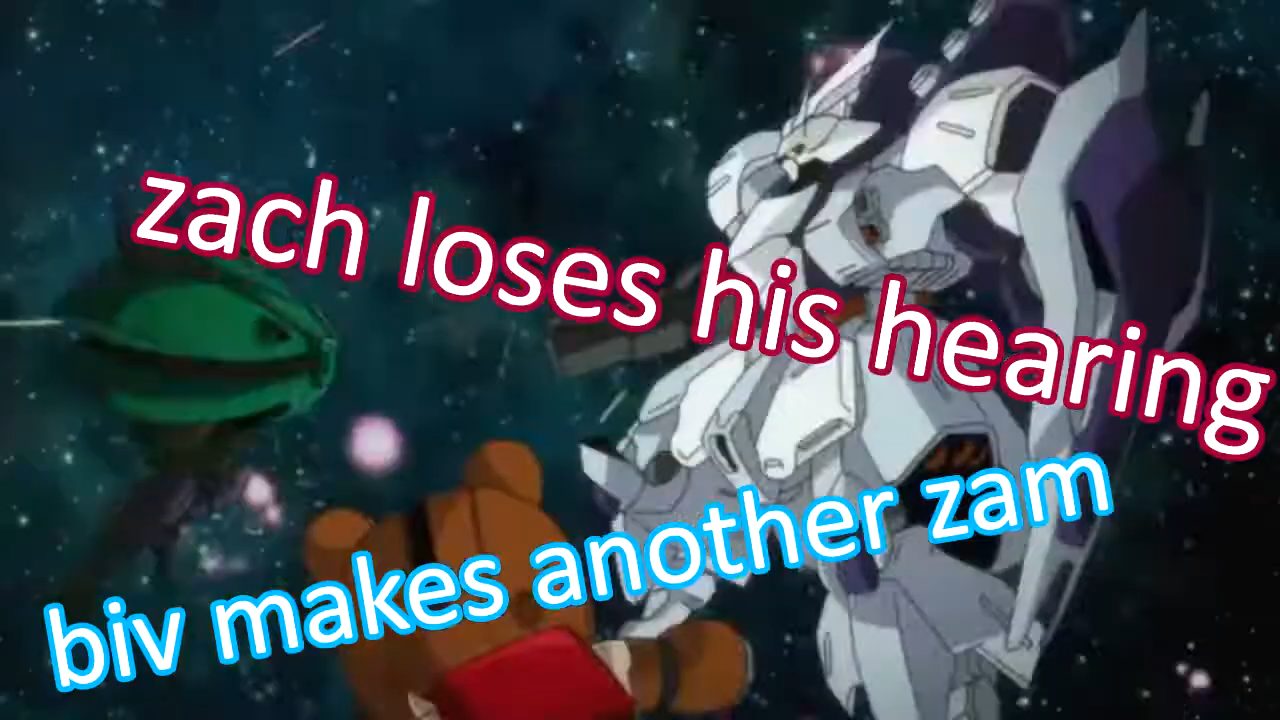 zach loses his hearing
biv makes another zam